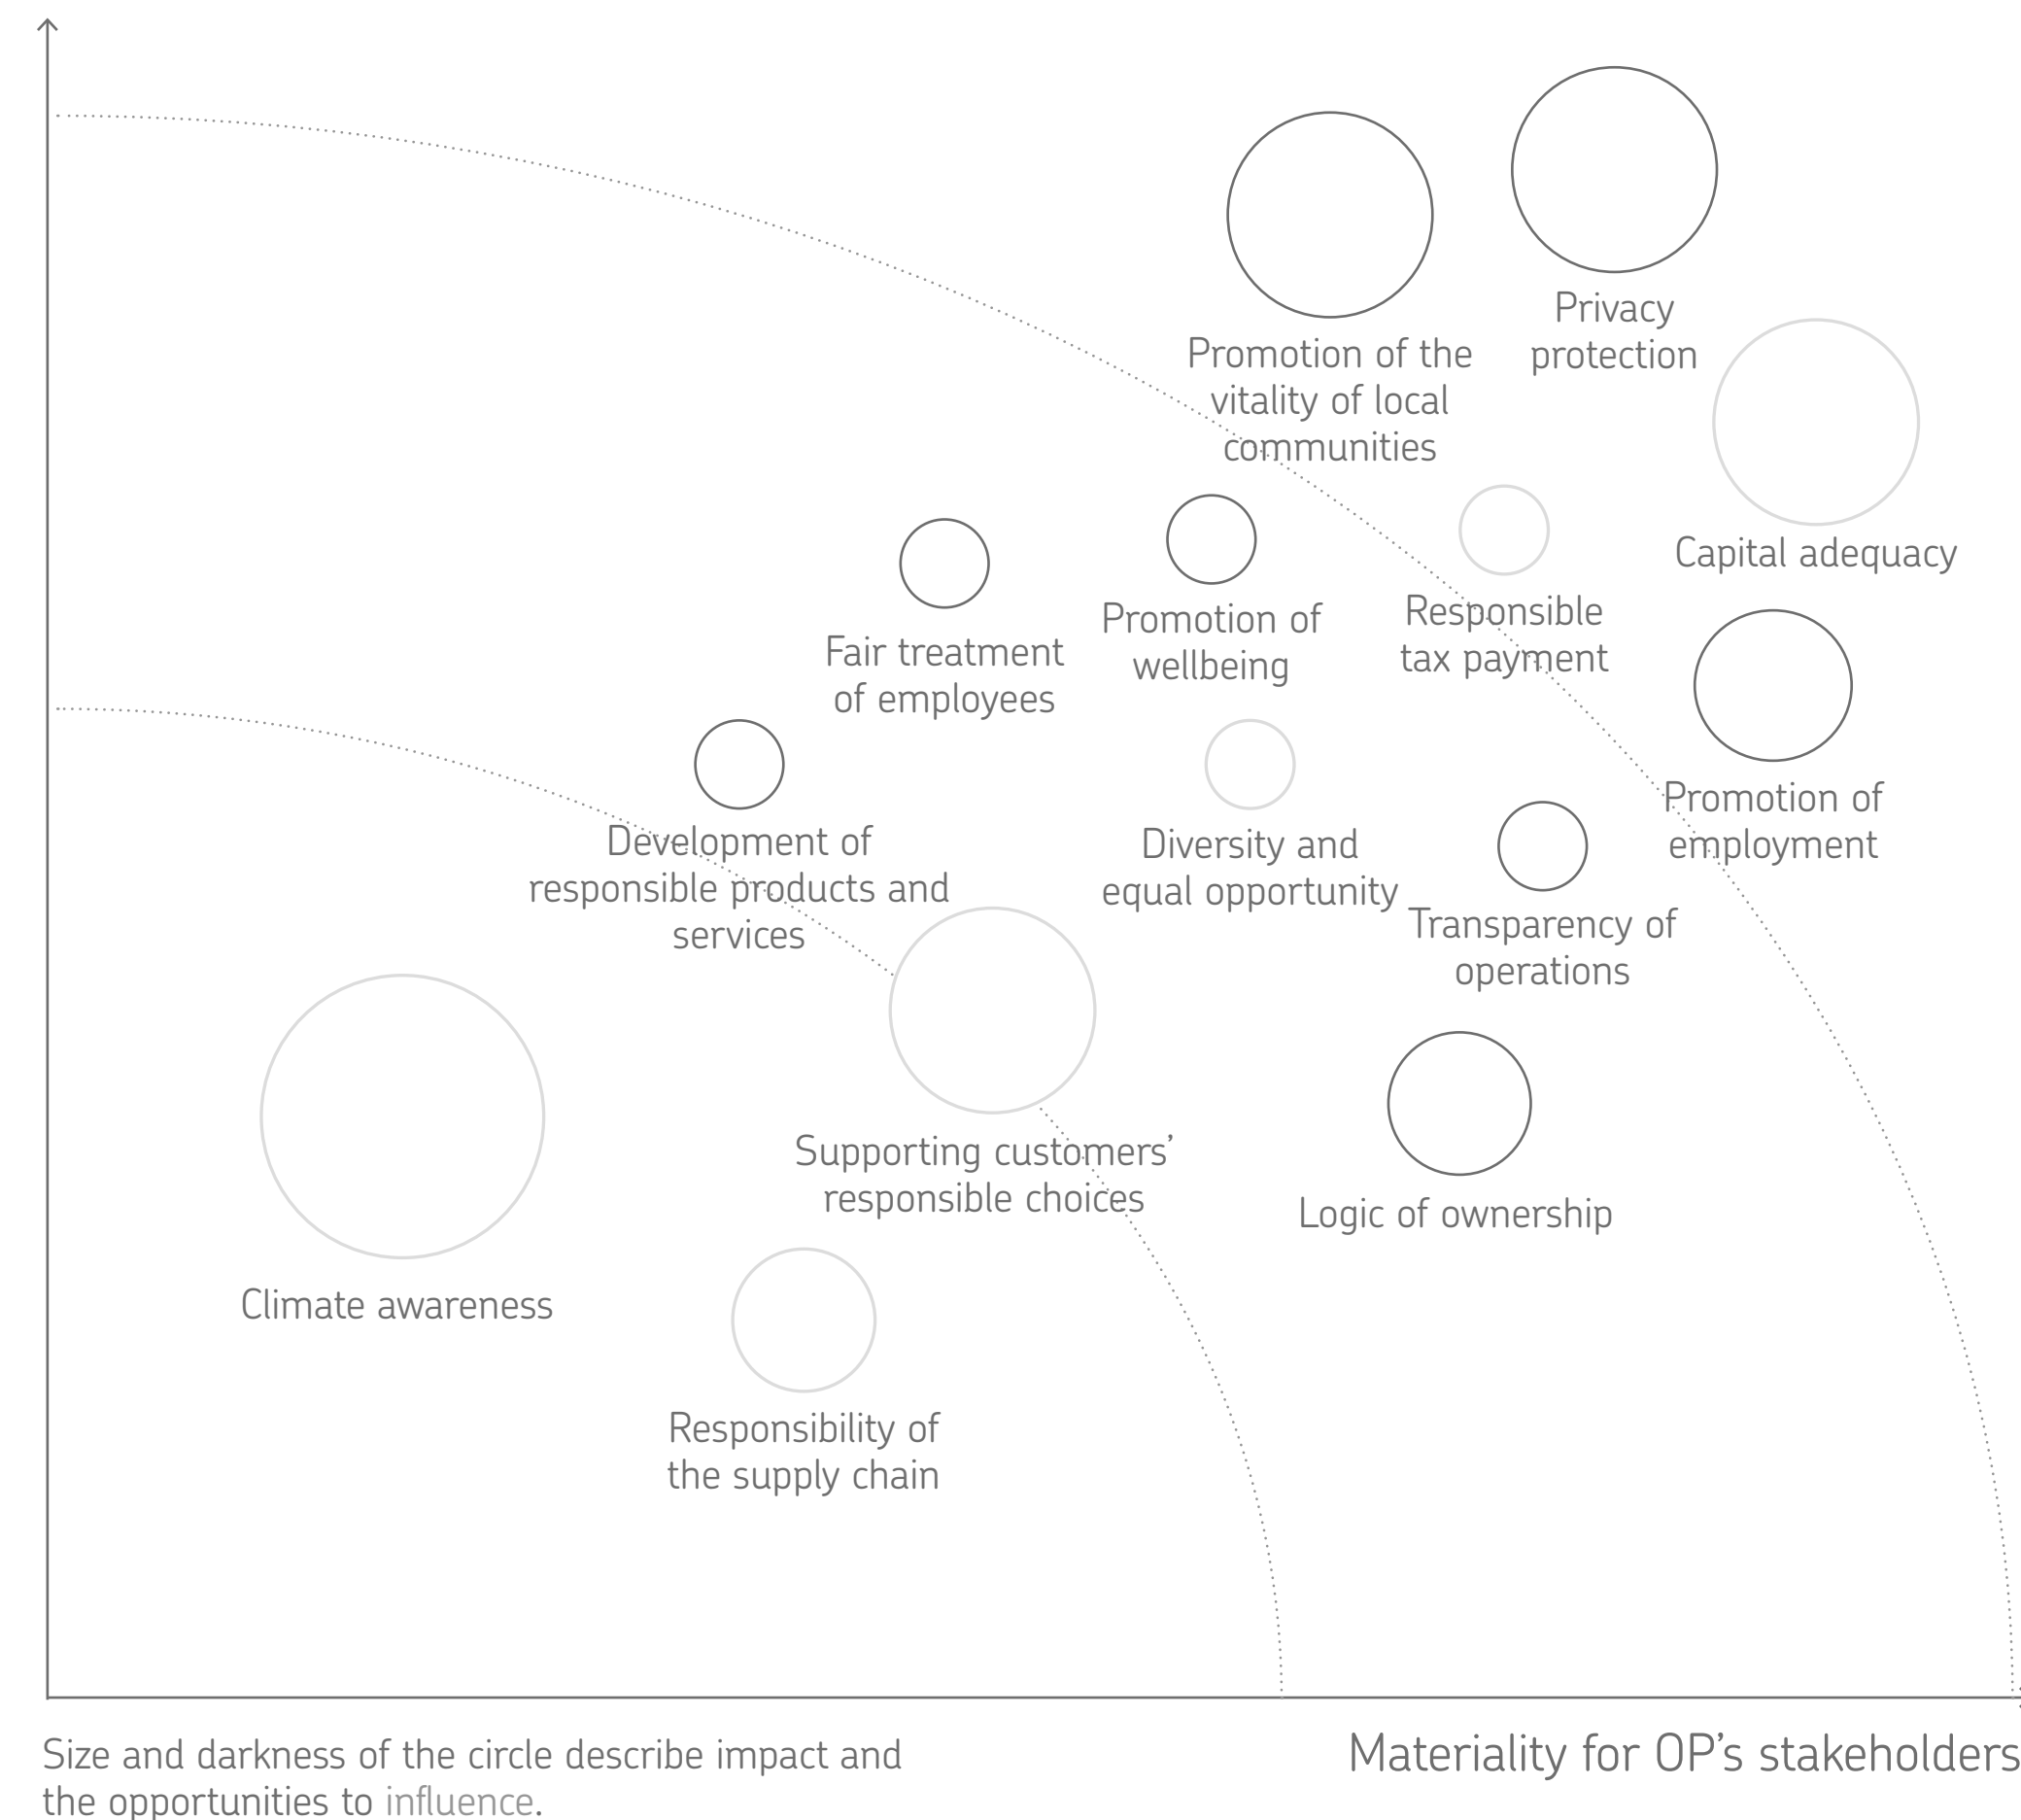 Privacy
protection
Promotion of the
vitality of local
communities
Capital adequacy
Responsible
tax payment
Promotion of
wellbeing
Fair treatment
of employees
Promotion of
employment
Development of
responsible products and
services
Diversity and
equal opportunity
Transparency of
operations
Supporting customers’
responsible choices
Logic of ownership
Climate awareness
Responsibility of
the supply chain
Materiality for OP’s stakeholders
Size and darkness of the circle describe impact and
the opportunities to influence.